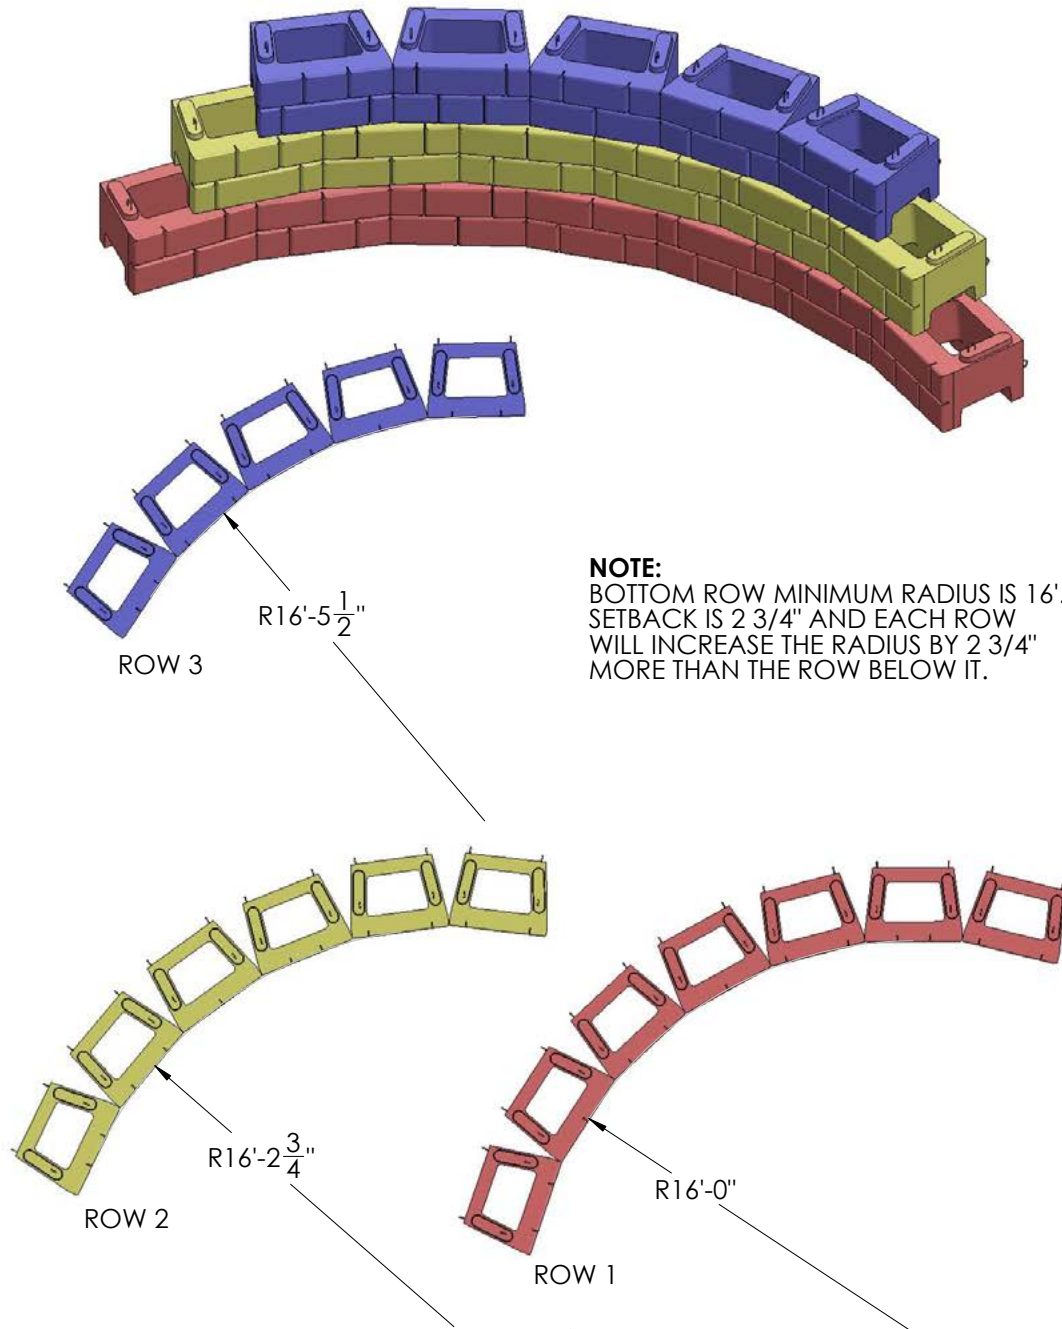 R16'-5 1/2"
ROW 3
NOTE:
BOTTOM ROW MINIMUM RADIUS IS 16'.
SETBACK IS 2 3/4" AND EACH ROW
WILL INCREASE THE RADIUS BY 2 3/4"
MORE THAN THE ROW BELOW IT.
R16'-2 3/4"
ROW 2
R16'-0"
ROW 1